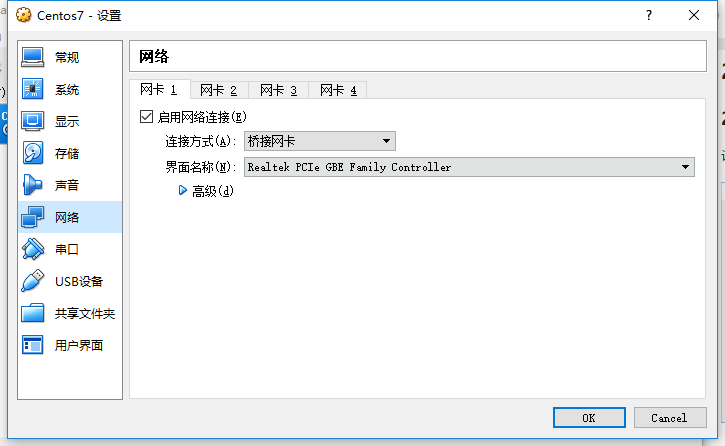 Centos7 - 设置
? ×
常规
系统
显示
存储
声音
网络
串口
USB设备
共享文件夹
用户界面
网络
网卡 1 网卡 2 网卡 3 网卡 4
启用网络连接(E)
连接方式(A): 桥接网卡
界面名称(N): Realtek PCIe GBE Family Controller
高级(d)
OK Cancel